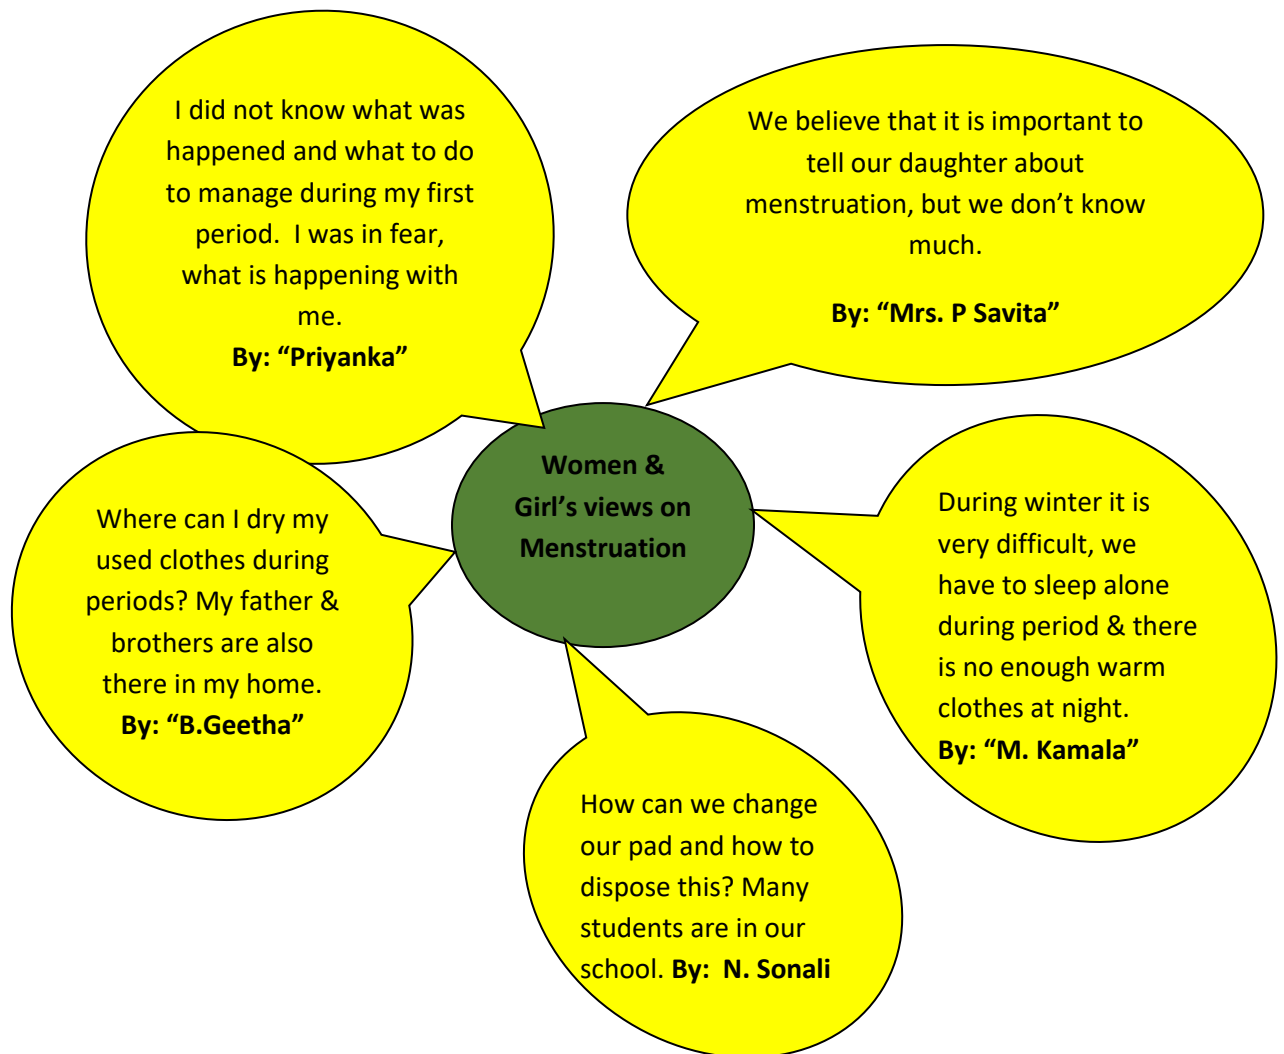 I did not know what was
happened and what to do
to manage during my first
period.  I was in fear,
what is happening with
me.
By: “Priyanka”
We believe that it is important to
tell our daughter about
menstruation, but we don’t know
much.
By: “Mrs. P Savita”
Women &
Girl’s views on
Menstruation
Where can I dry my
used clothes during
periods? My father &
brothers are also
there in my home.
By: “B.Geetha”
During winter it is
very difficult, we
have to sleep alone
during period & there
is no enough warm
clothes at night.
By: “M. Kamala”
How can we change
our pad and how to
dispose this? Many
students are in our
school. By:  N. Sonali